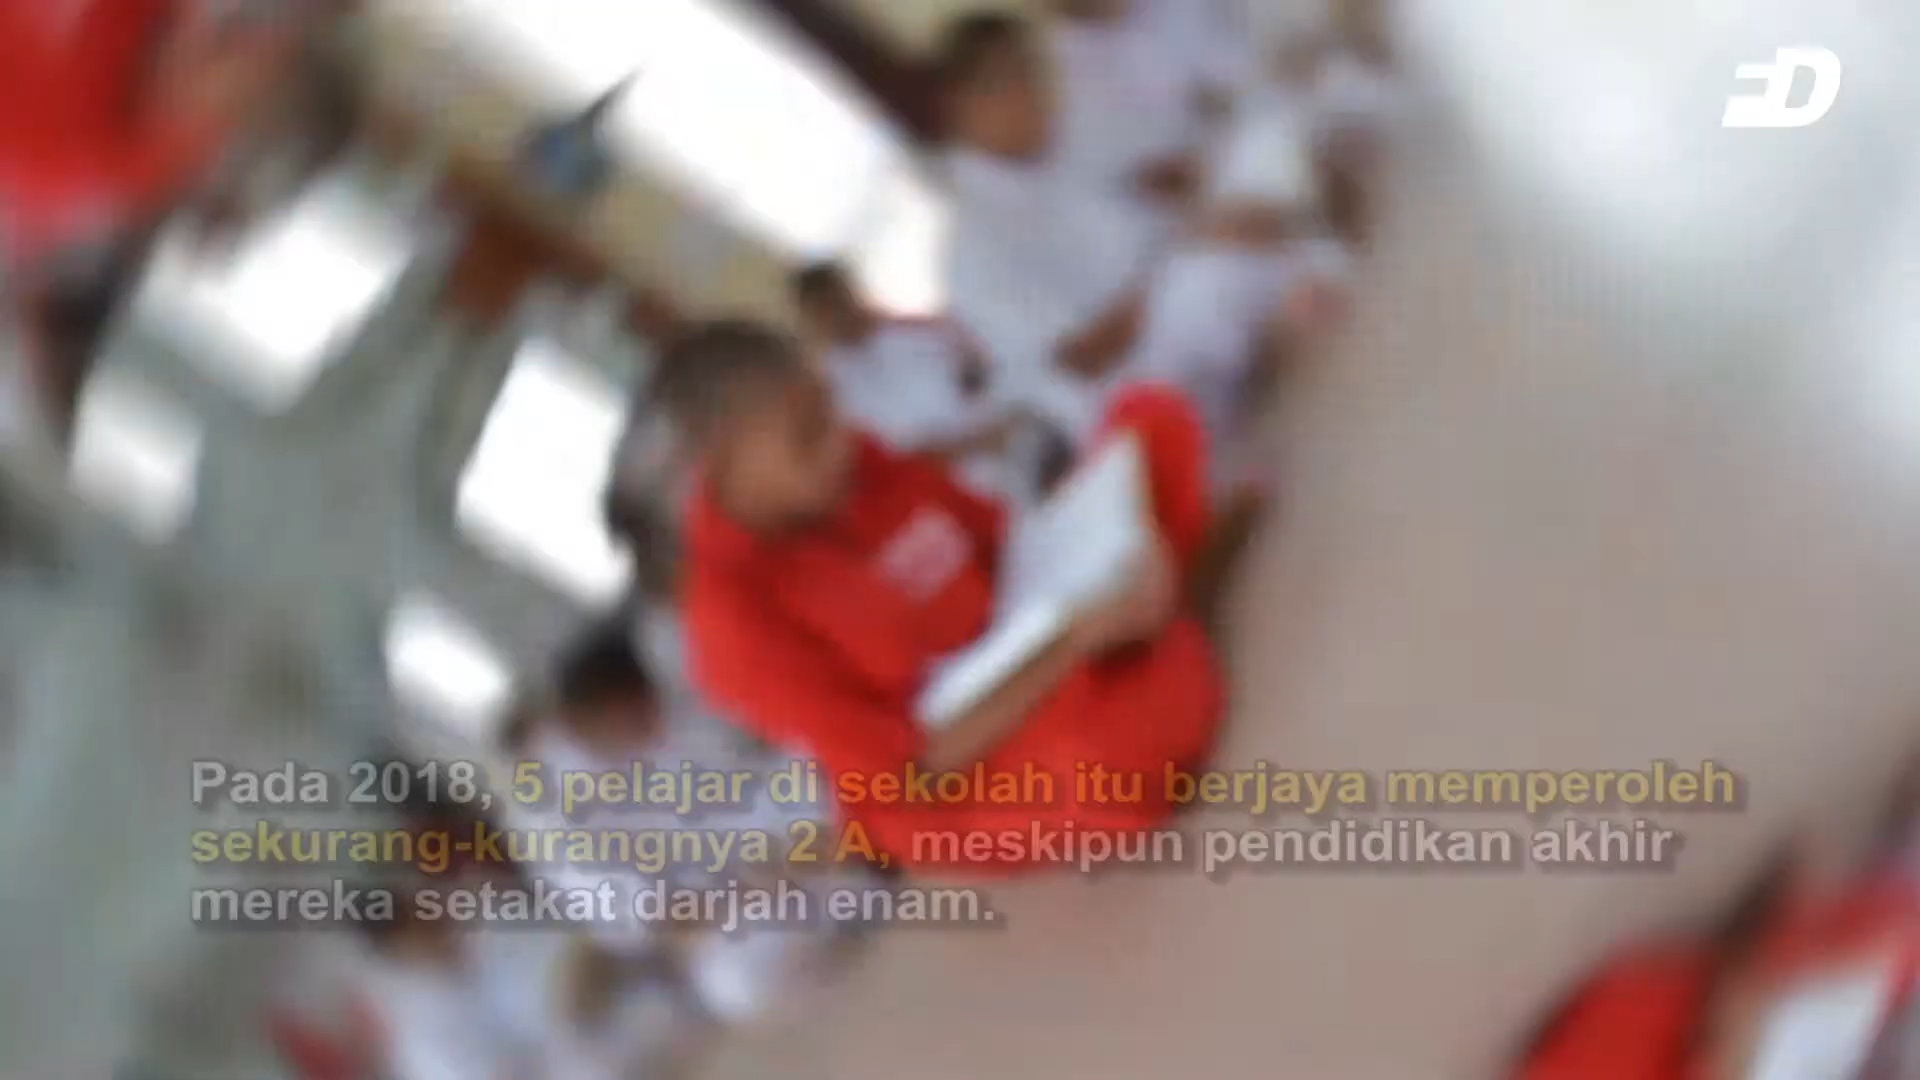 Pada 2018, 5 pelajar di sekolah itu berjaya memperoleh
sekurang-kurangnya 2 A, meskipun pendidikan akhir
mereka setakat darjah enam.